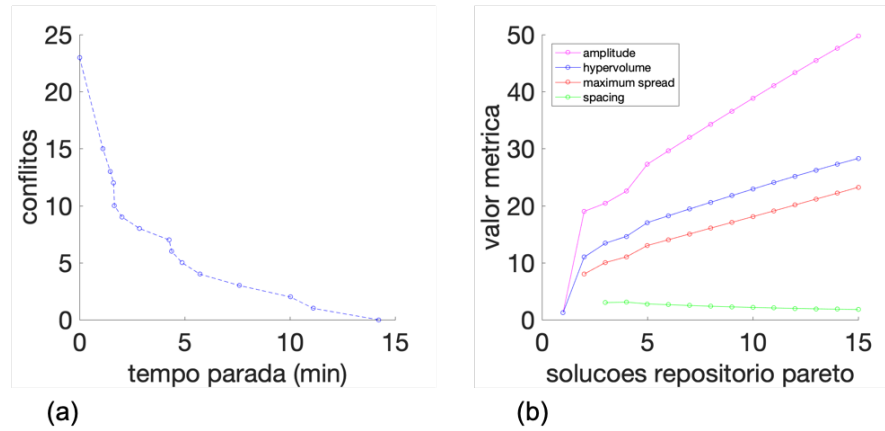 25
20
15
10
5
0
conflitos
0 5 10 15
tempo parada (min)
(a)
50
40
30
20
10
0
valor metrica
amplitude
hypervolume
maximum spread
spacing
0 5 10 15
solucoes repositorio pareto
(b)